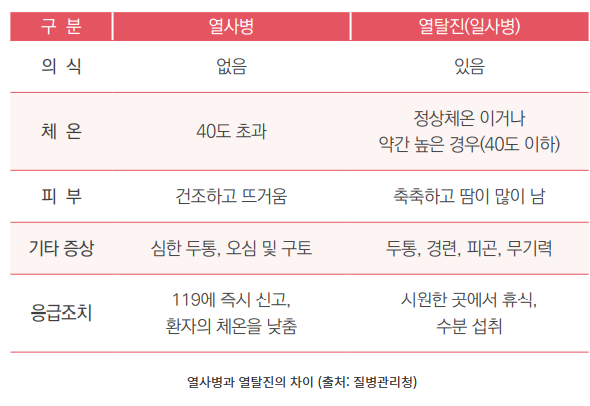 구 분 열사병 열탈진(일사병)
의 식 없음 있음
체 온 40도 초과 정상체온 이거나
약간 높은 경우(40도 이하)
피 부 건조하고 뜨거움 축축하고 땀이 많이 남
기타 증상 심한 두통, 오심 및 구토 두통, 경련, 피곤, 무기력
응급조치 119에 즉시 신고, 시원한 곳에서 휴식,
환자의 체온을 낮춤 수분 섭취
열사병과 열탈진의 차이 (출처: 질병관리청)